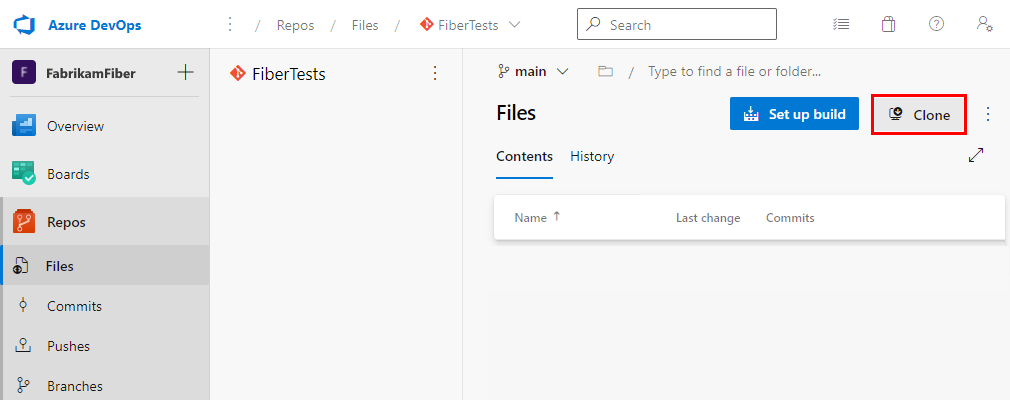 Azure DevOps / Repos / Files / FiberTests Search
F FabrikamFiber
Overview
Boards
Repos
Files
Commits
Pushes
Branches
FiberTests
main / Type to find a file or folder...
Files Set up build Clone
Contents History
Name Last change Commits